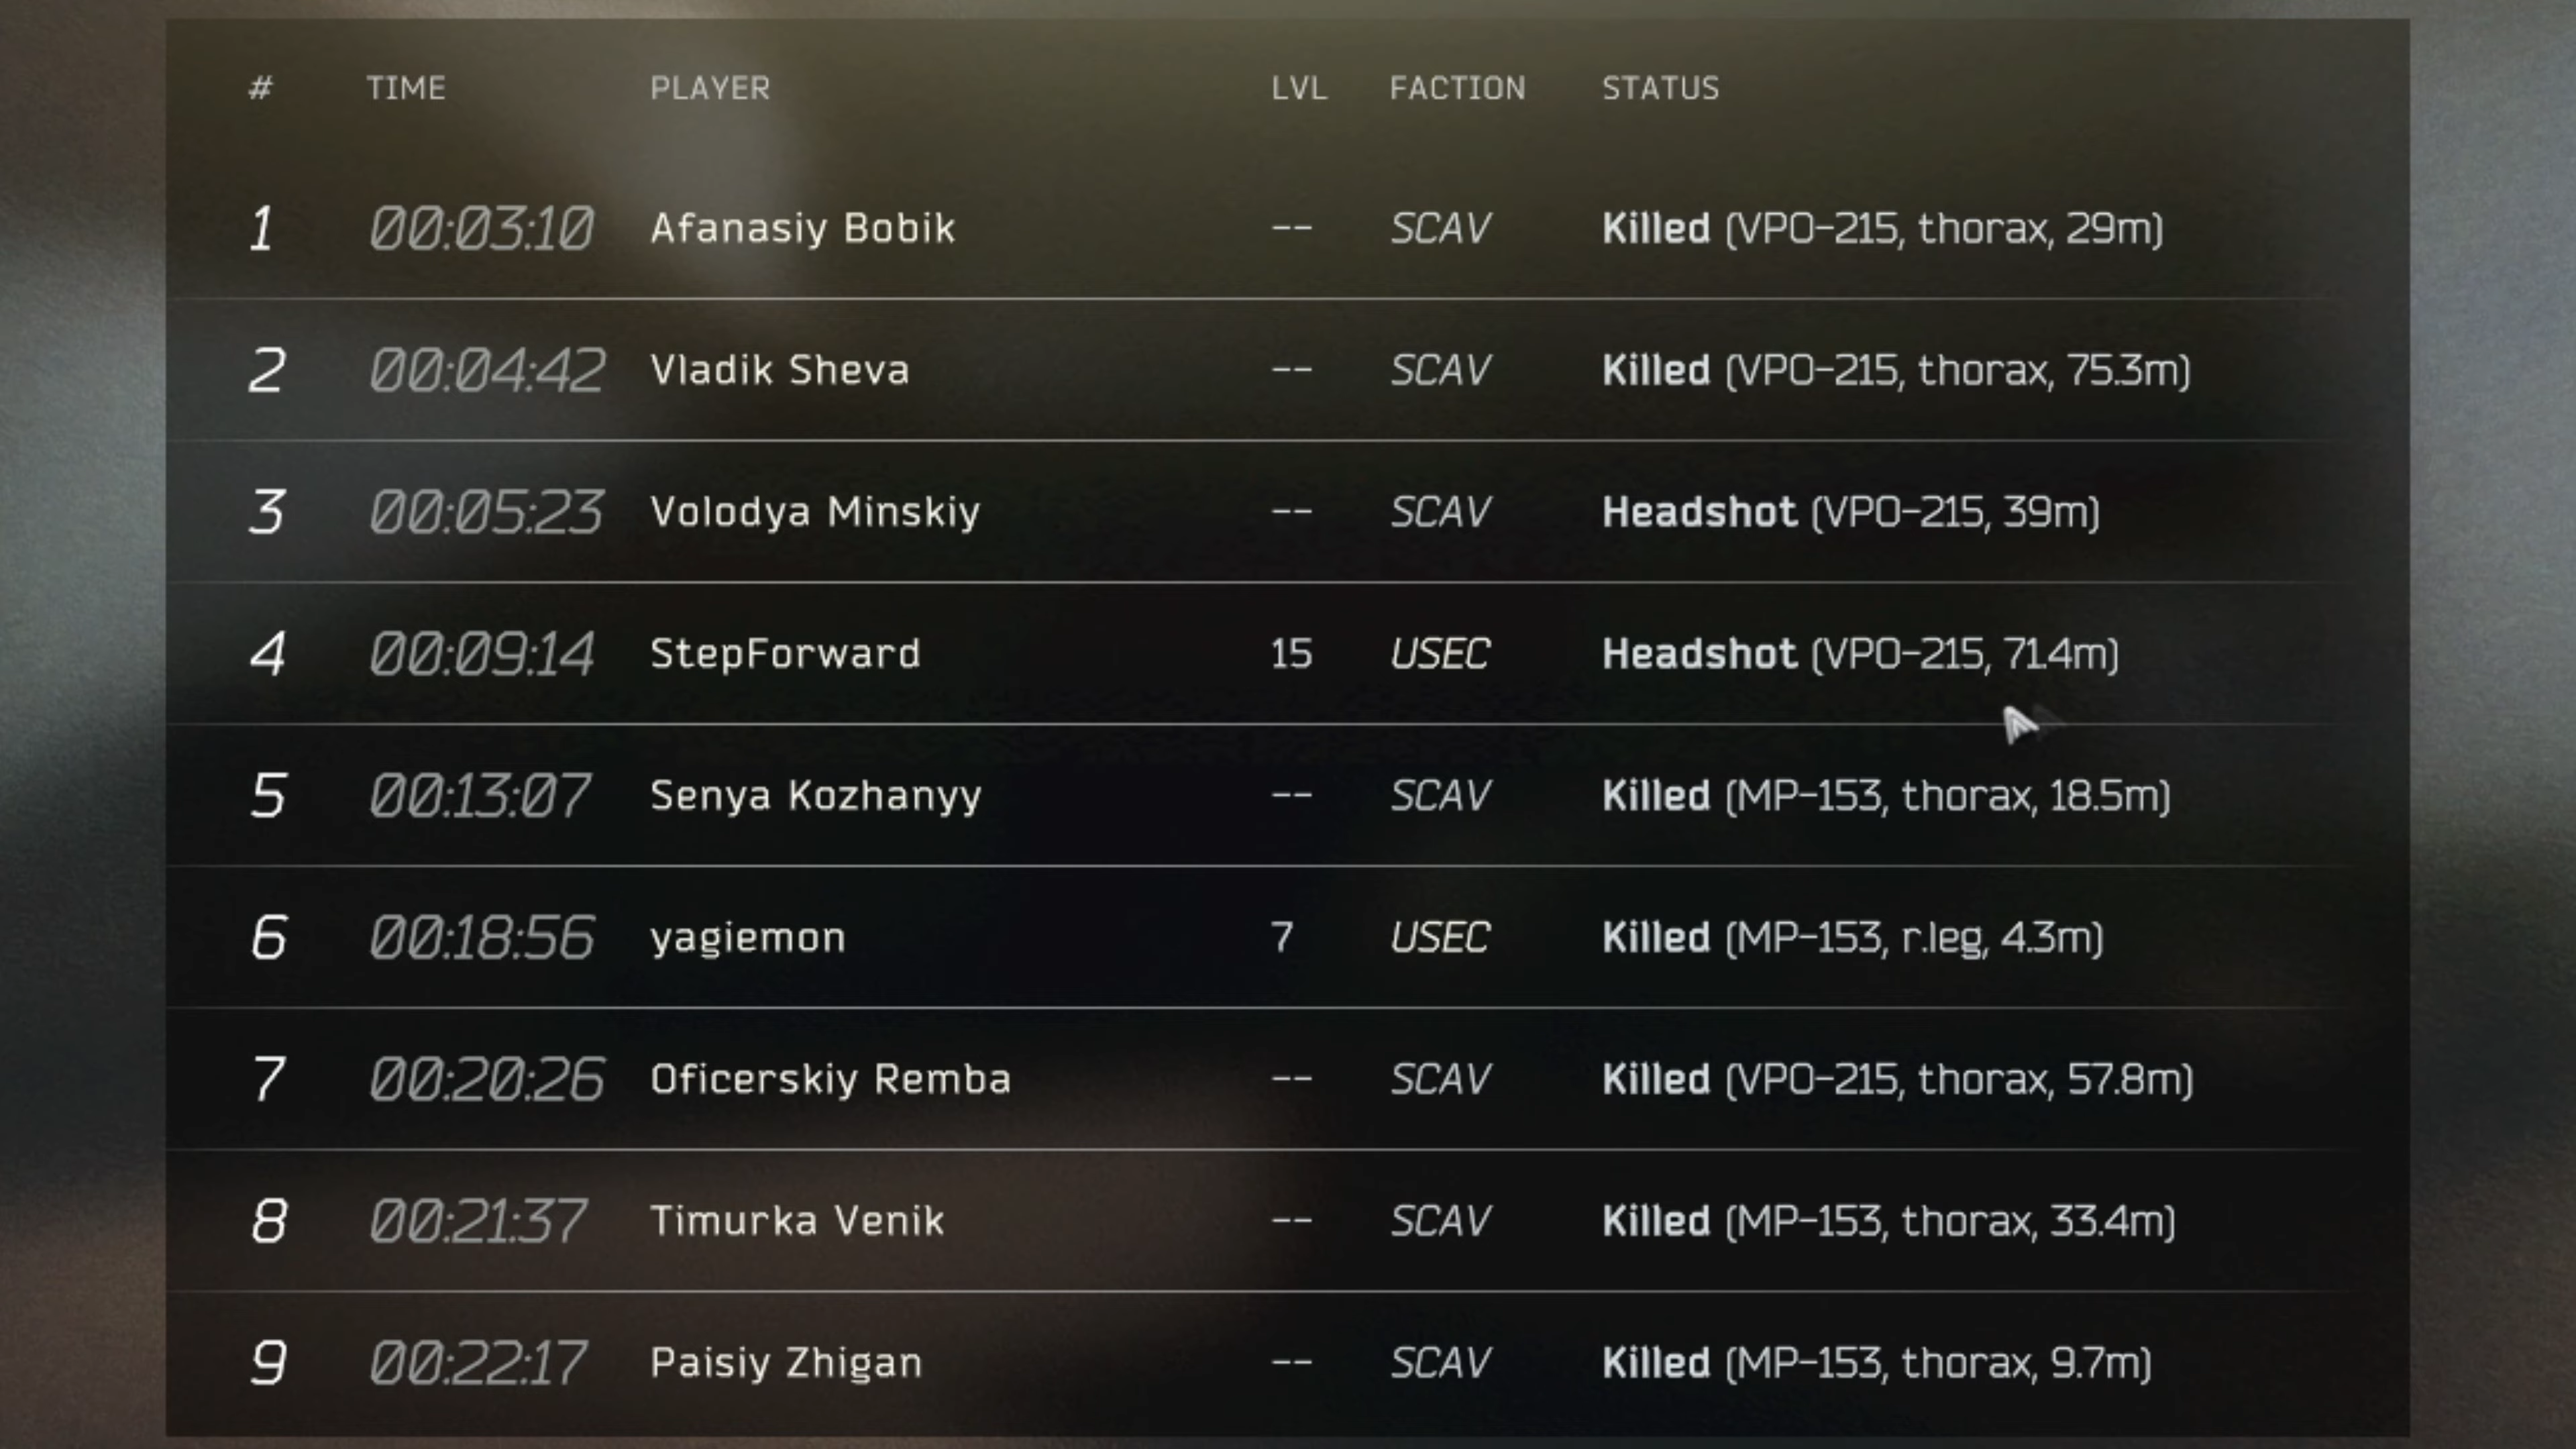 # TIME PLAYER LVL FACTION STATUS
1 00:03:10 Afanasiy Bobik -- SCAV Killed (VPO-215, thorax, 29m)
2 00:04:42 Vladik Sheva -- SCAV Killed (VPO-215, thorax, 75.3m)
3 00:05:23 Volodya Minskiy -- SCAV Headshot (VPO-215, 39m)
4 00:09:14 StepForward 15 USEC Headshot (VPO-215, 71.4m)
5 00:13:07 Senya Kozhanyy -- SCAV Killed (MP-153, thorax, 18.5m)
6 00:18:56 yagiemon 7 USEC Killed (MP-153, r.leg, 4.3m)
7 00:20:26 Oficerskiy Remba -- SCAV Killed (VPO-215, thorax, 57.8m)
8 00:21:37 Timurka Venik -- SCAV Killed (MP-153, thorax, 33.4m)
9 00:22:17 Paisiy Zhigan -- SCAV Killed (MP-153, thorax, 9.7m)